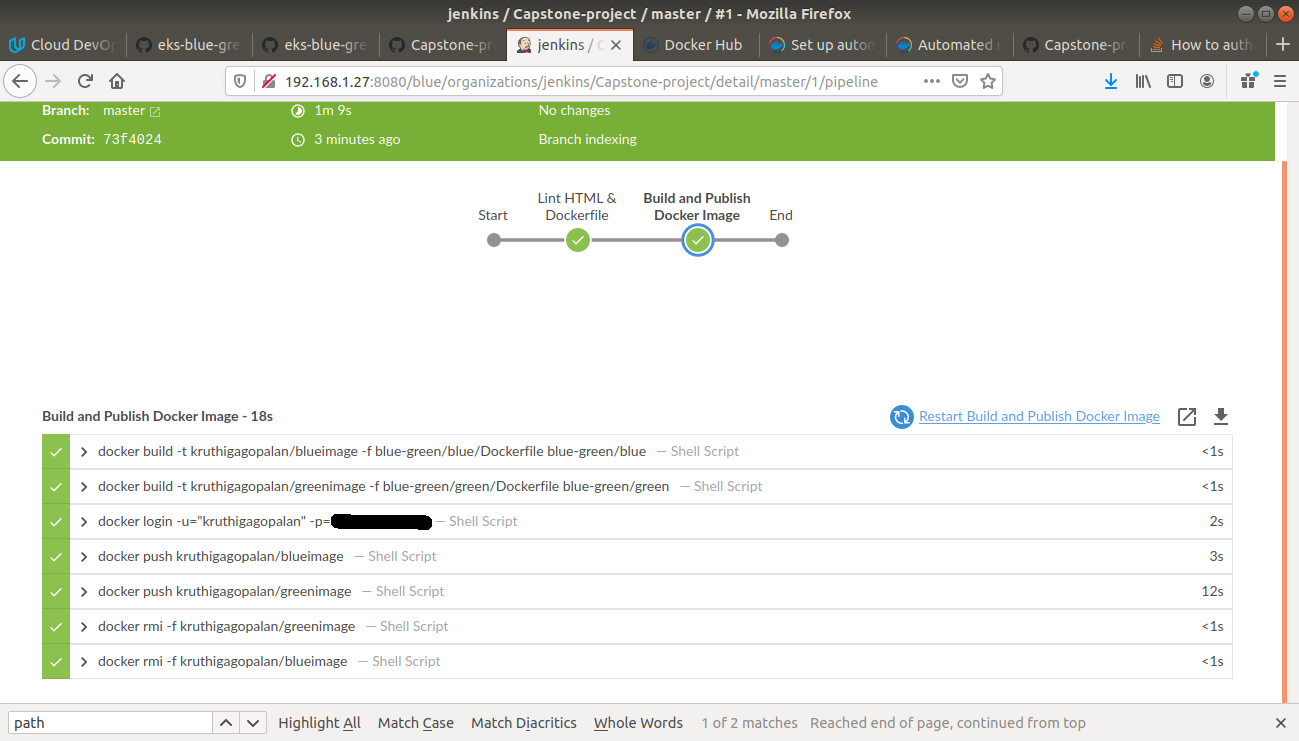 jenkins / Capstone-project / master / #1 - Mozilla Firefox
Cloud DevOp eks-blue-gre eks-blue-gre Capstone-pr jenkins / C Docker Hub Set up auton Automated r Capstone-pr How to auth
192.168.1.27:8080/blue/organizations/jenkins/Capstone-project/detail/master/1/pipeline
Branch: master 1m 9s No changes
Commit: 73f4024 3 minutes ago Branch indexing
Start Lint HTML & Dockerfile Build and Publish Docker Image End
Build and Publish Docker Image - 18s Restart Build and Publish Docker Image
docker build -t kruthigagopalan/blueimage -f blue-green/blue/Dockerfile blue-green/blue — Shell Script <1s
docker build -t kruthigagopalan/greenimage -f blue-green/green/Dockerfile blue-green/green — Shell Script <1s
docker login -u="kruthigagopalan" -p= — Shell Script 2s
docker push kruthigagopalan/blueimage — Shell Script 3s
docker push kruthigagopalan/greenimage — Shell Script 12s
docker rmi -f kruthigagopalan/greenimage — Shell Script <1s
docker rmi -f kruthigagopalan/blueimage — Shell Script <1s
path Highlight All Match Case Match Diacritics Whole Words 1 of 2 matches Reached end of page, continued from top